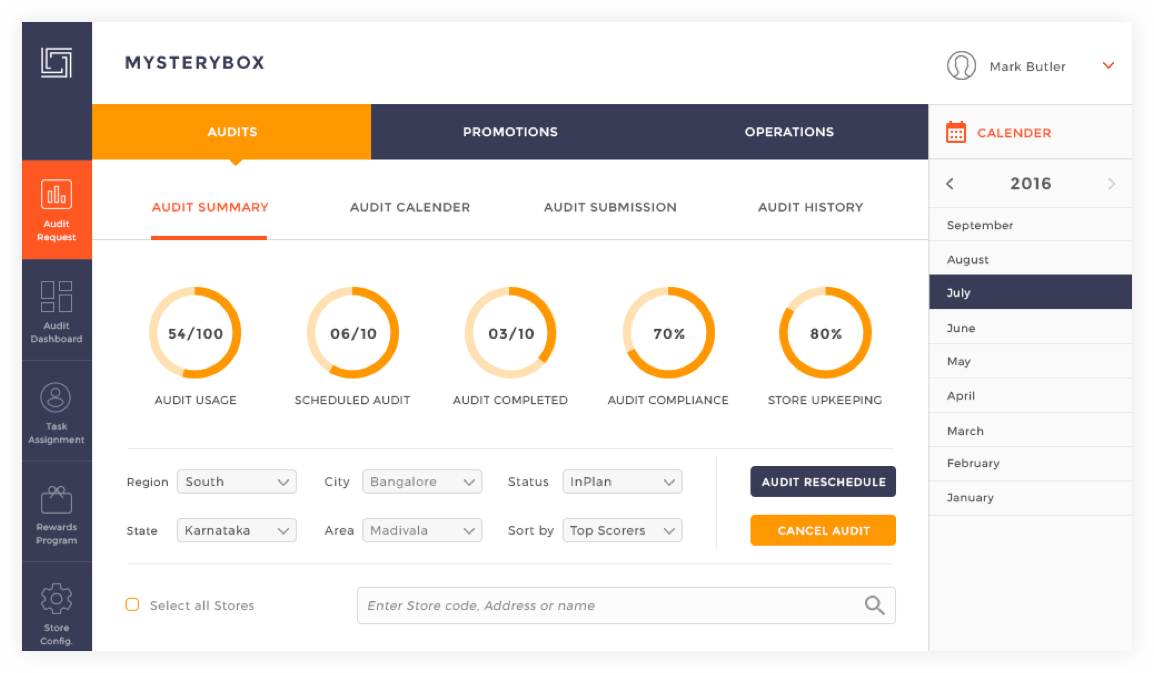 MYSTERYBOX
Mark Butler
AUDITS
PROMOTIONS
OPERATIONS
CALENDER
Audit
Request
Audit
Dashboard
Task
Assignment
Rewards
Program
Store
Config.
AUDIT SUMMARY
AUDIT CALENDER
AUDIT SUBMISSION
AUDIT HISTORY
54/100
06/10
03/10
70%
80%
AUDIT USAGE
SCHEDULED AUDIT
AUDIT COMPLETED
AUDIT COMPLIANCE
STORE UPKEEPING
Region South
City Bangalore
Status InPlan
AUDIT RESCHEDULE
State Karnataka
Area Madivala
Sort by Top Scorers
CANCEL AUDIT
Select all Stores
Enter Store code, Address or name
2016
September
August
July
June
May
April
March
February
January